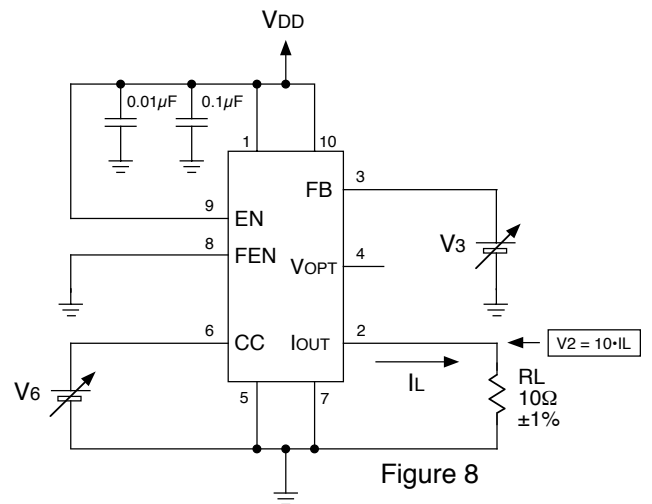 VDD
0.01µF
0.1µF
1
10
3
FB
9
EN
8
FEN
V3
4
VOPT
6
CC
IOUT
2
V2 = 10•IL
V6
IL
RL
10Ω
±1%
5
7
Figure 8